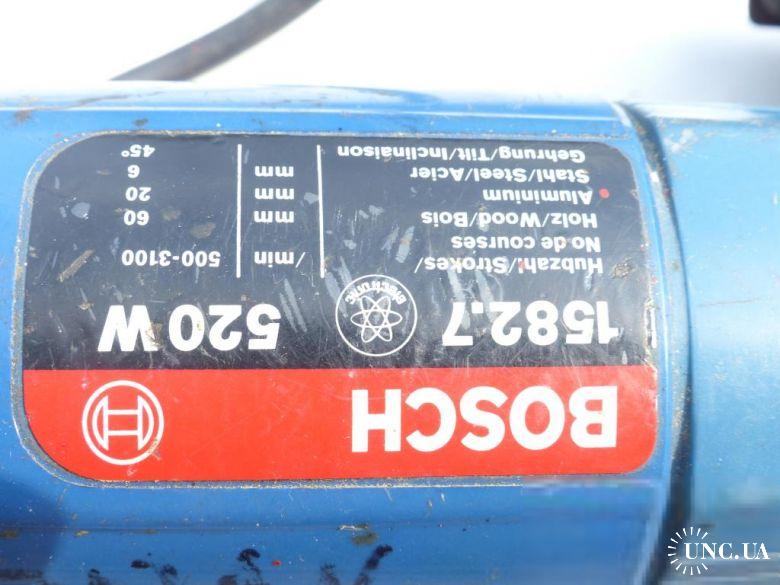 BOSCH
1582.7 ELECTRONIC 520 W
Hubzahl/Strokes/ /min 500-3100
No de courses
Holz/Wood/Bois mm 60
Aluminium mm 20
Stahl/Steel/Acier mm 6
Gehrung/Tilt/Inclinaison 45°
UNC.UA